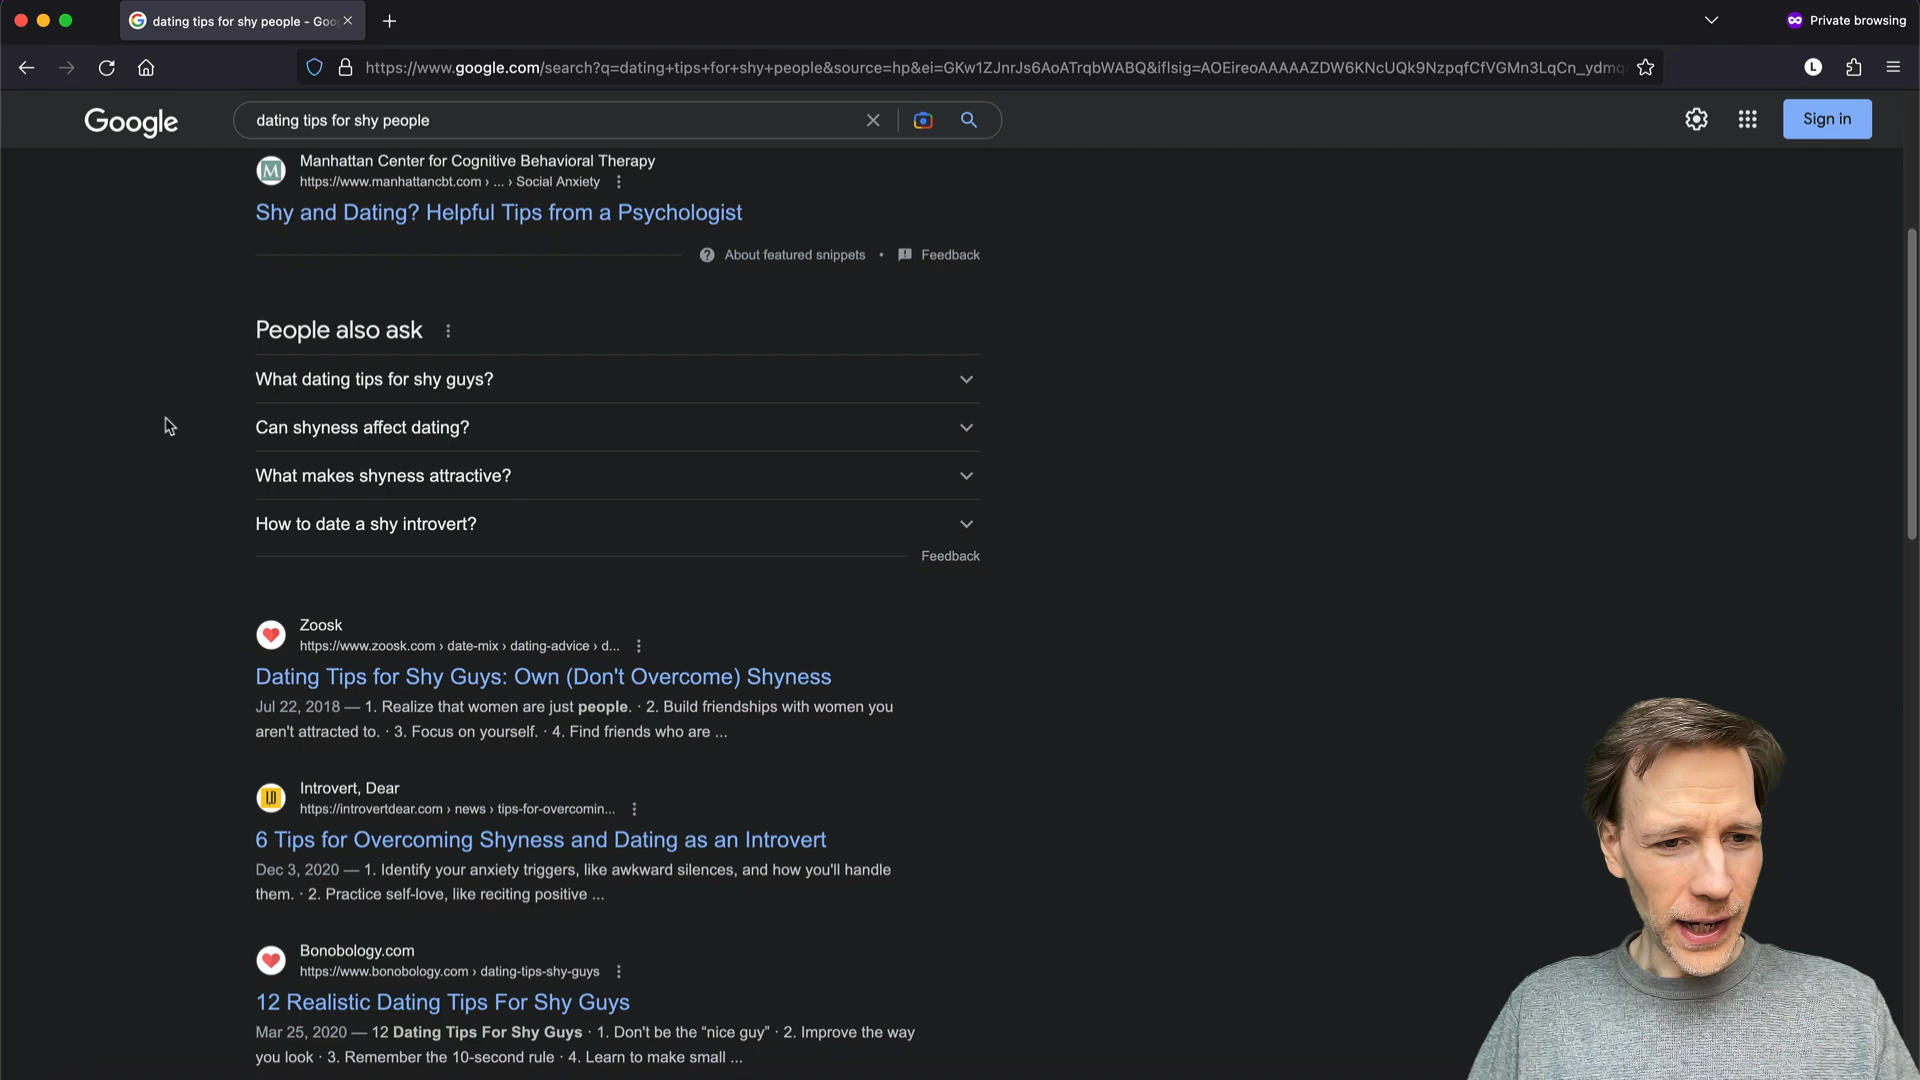 dating tips for shy people - Goo
Private browsing
https://www.google.com/search?q=dating+tips+for+shy+people&source=hp&ei=GKw1ZJnrJs6AoATrqbWABQ&iflsig=AOEireoAAAAAZDW6KNcUQk9NzpqfCfVGMn3LqCn_ydmq
L
Google
dating tips for shy people
Sign in
M
Manhattan Center for Cognitive Behavioral Therapy
https://www.manhattancbt.com › ... › Social Anxiety
Shy and Dating? Helpful Tips from a Psychologist
About featured snippets • Feedback
People also ask
What dating tips for shy guys?
Can shyness affect dating?
What makes shyness attractive?
How to date a shy introvert?
Feedback
Zoosk
https://www.zoosk.com › date-mix › dating-advice › d...
Dating Tips for Shy Guys: Own (Don't Overcome) Shyness
Jul 22, 2018 — 1. Realize that women are just people. · 2. Build friendships with women you
aren't attracted to. · 3. Focus on yourself. · 4. Find friends who are ...
I,D
Introvert, Dear
https://introvertdear.com › news › tips-for-overcomin...
6 Tips for Overcoming Shyness and Dating as an Introvert
Dec 3, 2020 — 1. Identify your anxiety triggers, like awkward silences, and how you'll handle
them. · 2. Practice self-love, like reciting positive ...
Bonobology.com
https://www.bonobology.com › dating-tips-shy-guys
12 Realistic Dating Tips For Shy Guys
Mar 25, 2020 — 12 Dating Tips For Shy Guys · 1. Don't be the “nice guy” · 2. Improve the way
you look · 3. Remember the 10-second rule · 4. Learn to make small ...